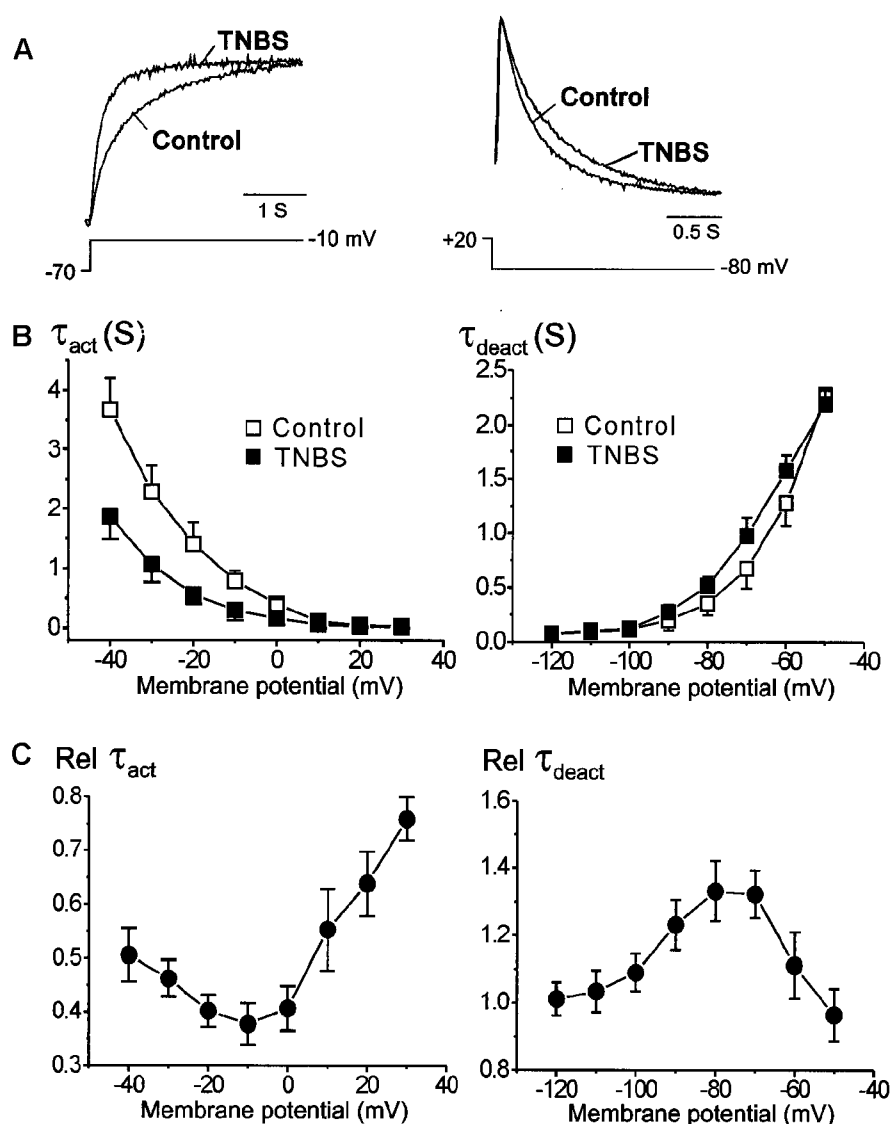 A
TNBS
Control
1 S
-70
-10 mV
Control
TNBS
0.5 S
+20
-80 mV
B
τact (S)
4
3
2
1
0
□ Control
■ TNBS
-40 -20 0 20 40
Membrane potential (mV)
τdeact (S)
2.5
2.0
1.5
1.0
0.5
0.0
□ Control
■ TNBS
-120 -100 -80 -60 -40
Membrane potential (mV)
C
Rel τact
0.8
0.7
0.6
0.5
0.4
0.3
-40 -20 0 20 40
Membrane potential (mV)
Rel τdeact
1.6
1.4
1.2
1.0
0.8
-120 -100 -80 -60 -40
Membrane potential (mV)